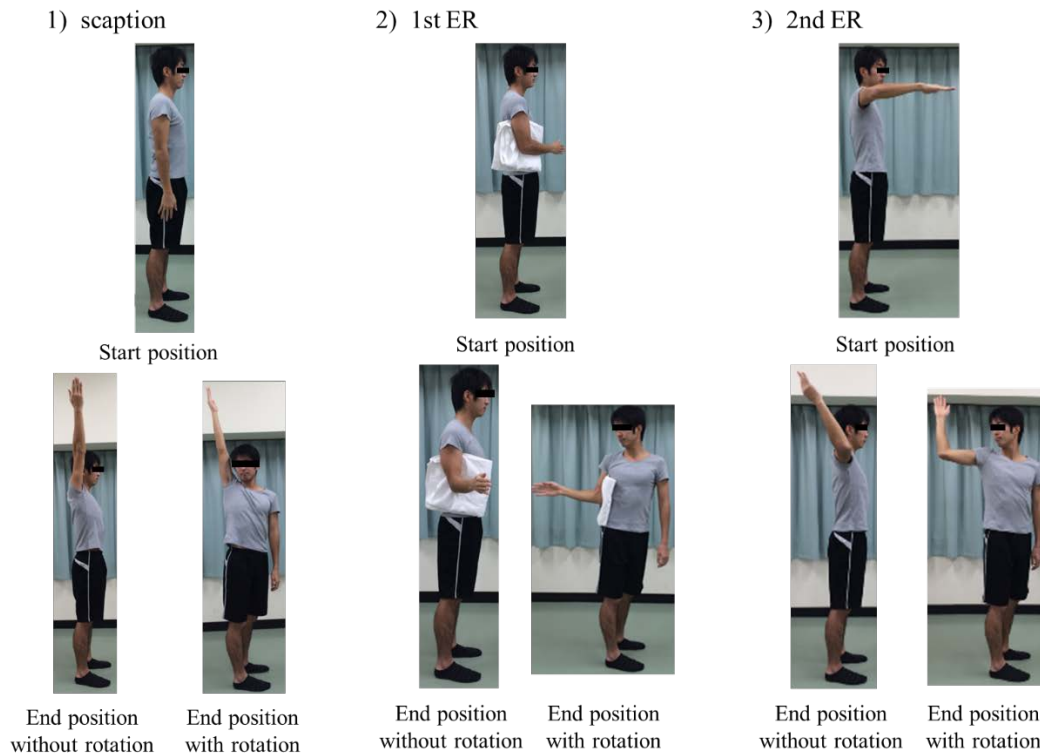 1) scaption
2) 1st ER
3) 2nd ER
Start position
Start position
Start position
End position
without rotation
End position
with rotation
End position
without rotation
End position
with rotation
End position
without rotation
End position
with rotation